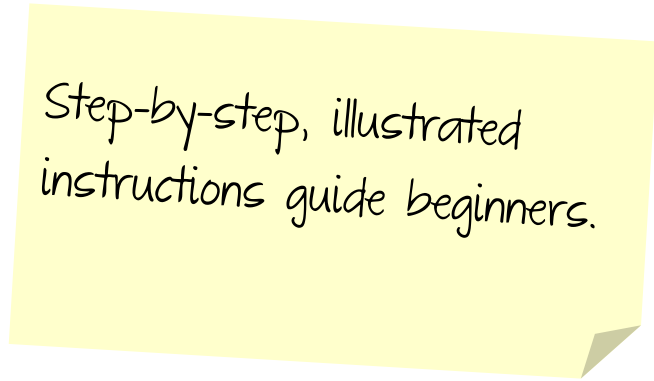 Step-by-step, illustrated
instructions guide beginners.